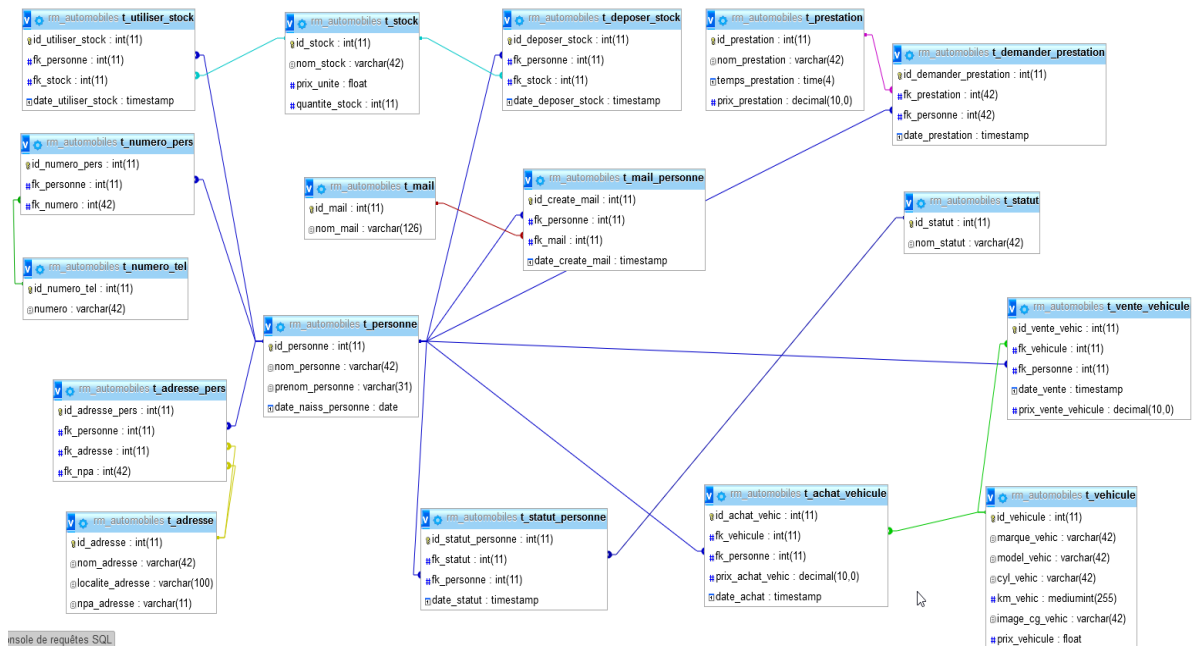 rm_automobiles t_utiliser_stock
id_utiliser_stock : int(11)
fk_personne : int(11)
fk_stock : int(11)
date_utiliser_stock : timestamp
rm_automobiles t_stock
id_stock : int(11)
nom_stock : varchar(42)
prix_unite : float
quantite_stock : int(11)
rm_automobiles t_deposer_stock
id_deposer_stock : int(11)
fk_personne : int(11)
fk_stock : int(11)
date_deposer_stock : timestamp
rm_automobiles t_prestation
id_prestation : int(11)
nom_prestation : varchar(42)
temps_prestation : time(4)
prix_prestation : decimal(10,0)
rm_automobiles t_demander_prestation
id_demander_prestation : int(11)
fk_prestation : int(42)
fk_personne : int(42)
date_prestation : timestamp
rm_automobiles t_numero_pers
id_numero_pers : int(11)
fk_personne : int(11)
fk_numero : int(42)
rm_automobiles t_mail
id_mail : int(11)
nom_mail : varchar(126)
rm_automobiles t_mail_personne
id_create_mail : int(11)
fk_personne : int(11)
fk_mail : int(11)
date_create_mail : timestamp
rm_automobiles t_statut
id_statut : int(11)
nom_statut : varchar(42)
rm_automobiles t_numero_tel
id_numero_tel : int(11)
numero : varchar(42)
rm_automobiles t_personne
id_personne : int(11)
nom_personne : varchar(42)
prenom_personne : varchar(31)
date_naiss_personne : date
rm_automobiles t_vente_vehicule
id_vente_vehic : int(11)
fk_vehicule : int(11)
fk_personne : int(11)
date_vente : timestamp
prix_vente_vehicule : decimal(10,0)
rm_automobiles t_adresse_pers
id_adresse_pers : int(11)
fk_personne : int(11)
fk_adresse : int(11)
fk_npa : int(42)
rm_automobiles t_adresse
id_adresse : int(11)
nom_adresse : varchar(42)
localite_adresse : varchar(100)
npa_adresse : varchar(11)
rm_automobiles t_statut_personne
id_statut_personne : int(11)
fk_statut : int(11)
fk_personne : int(11)
date_statut : timestamp
rm_automobiles t_achat_vehicule
id_achat_vehic : int(11)
fk_vehicule : int(11)
fk_personne : int(11)
prix_achat_vehic : decimal(10,0)
date_achat : timestamp
rm_automobiles t_vehicule
id_vehicule : int(11)
marque_vehic : varchar(42)
model_vehic : varchar(42)
cyl_vehic : varchar(42)
km_vehic : mediumint(255)
image_cg_vehic : varchar(42)
prix_vehicule : float
onsole de requêtes SQL